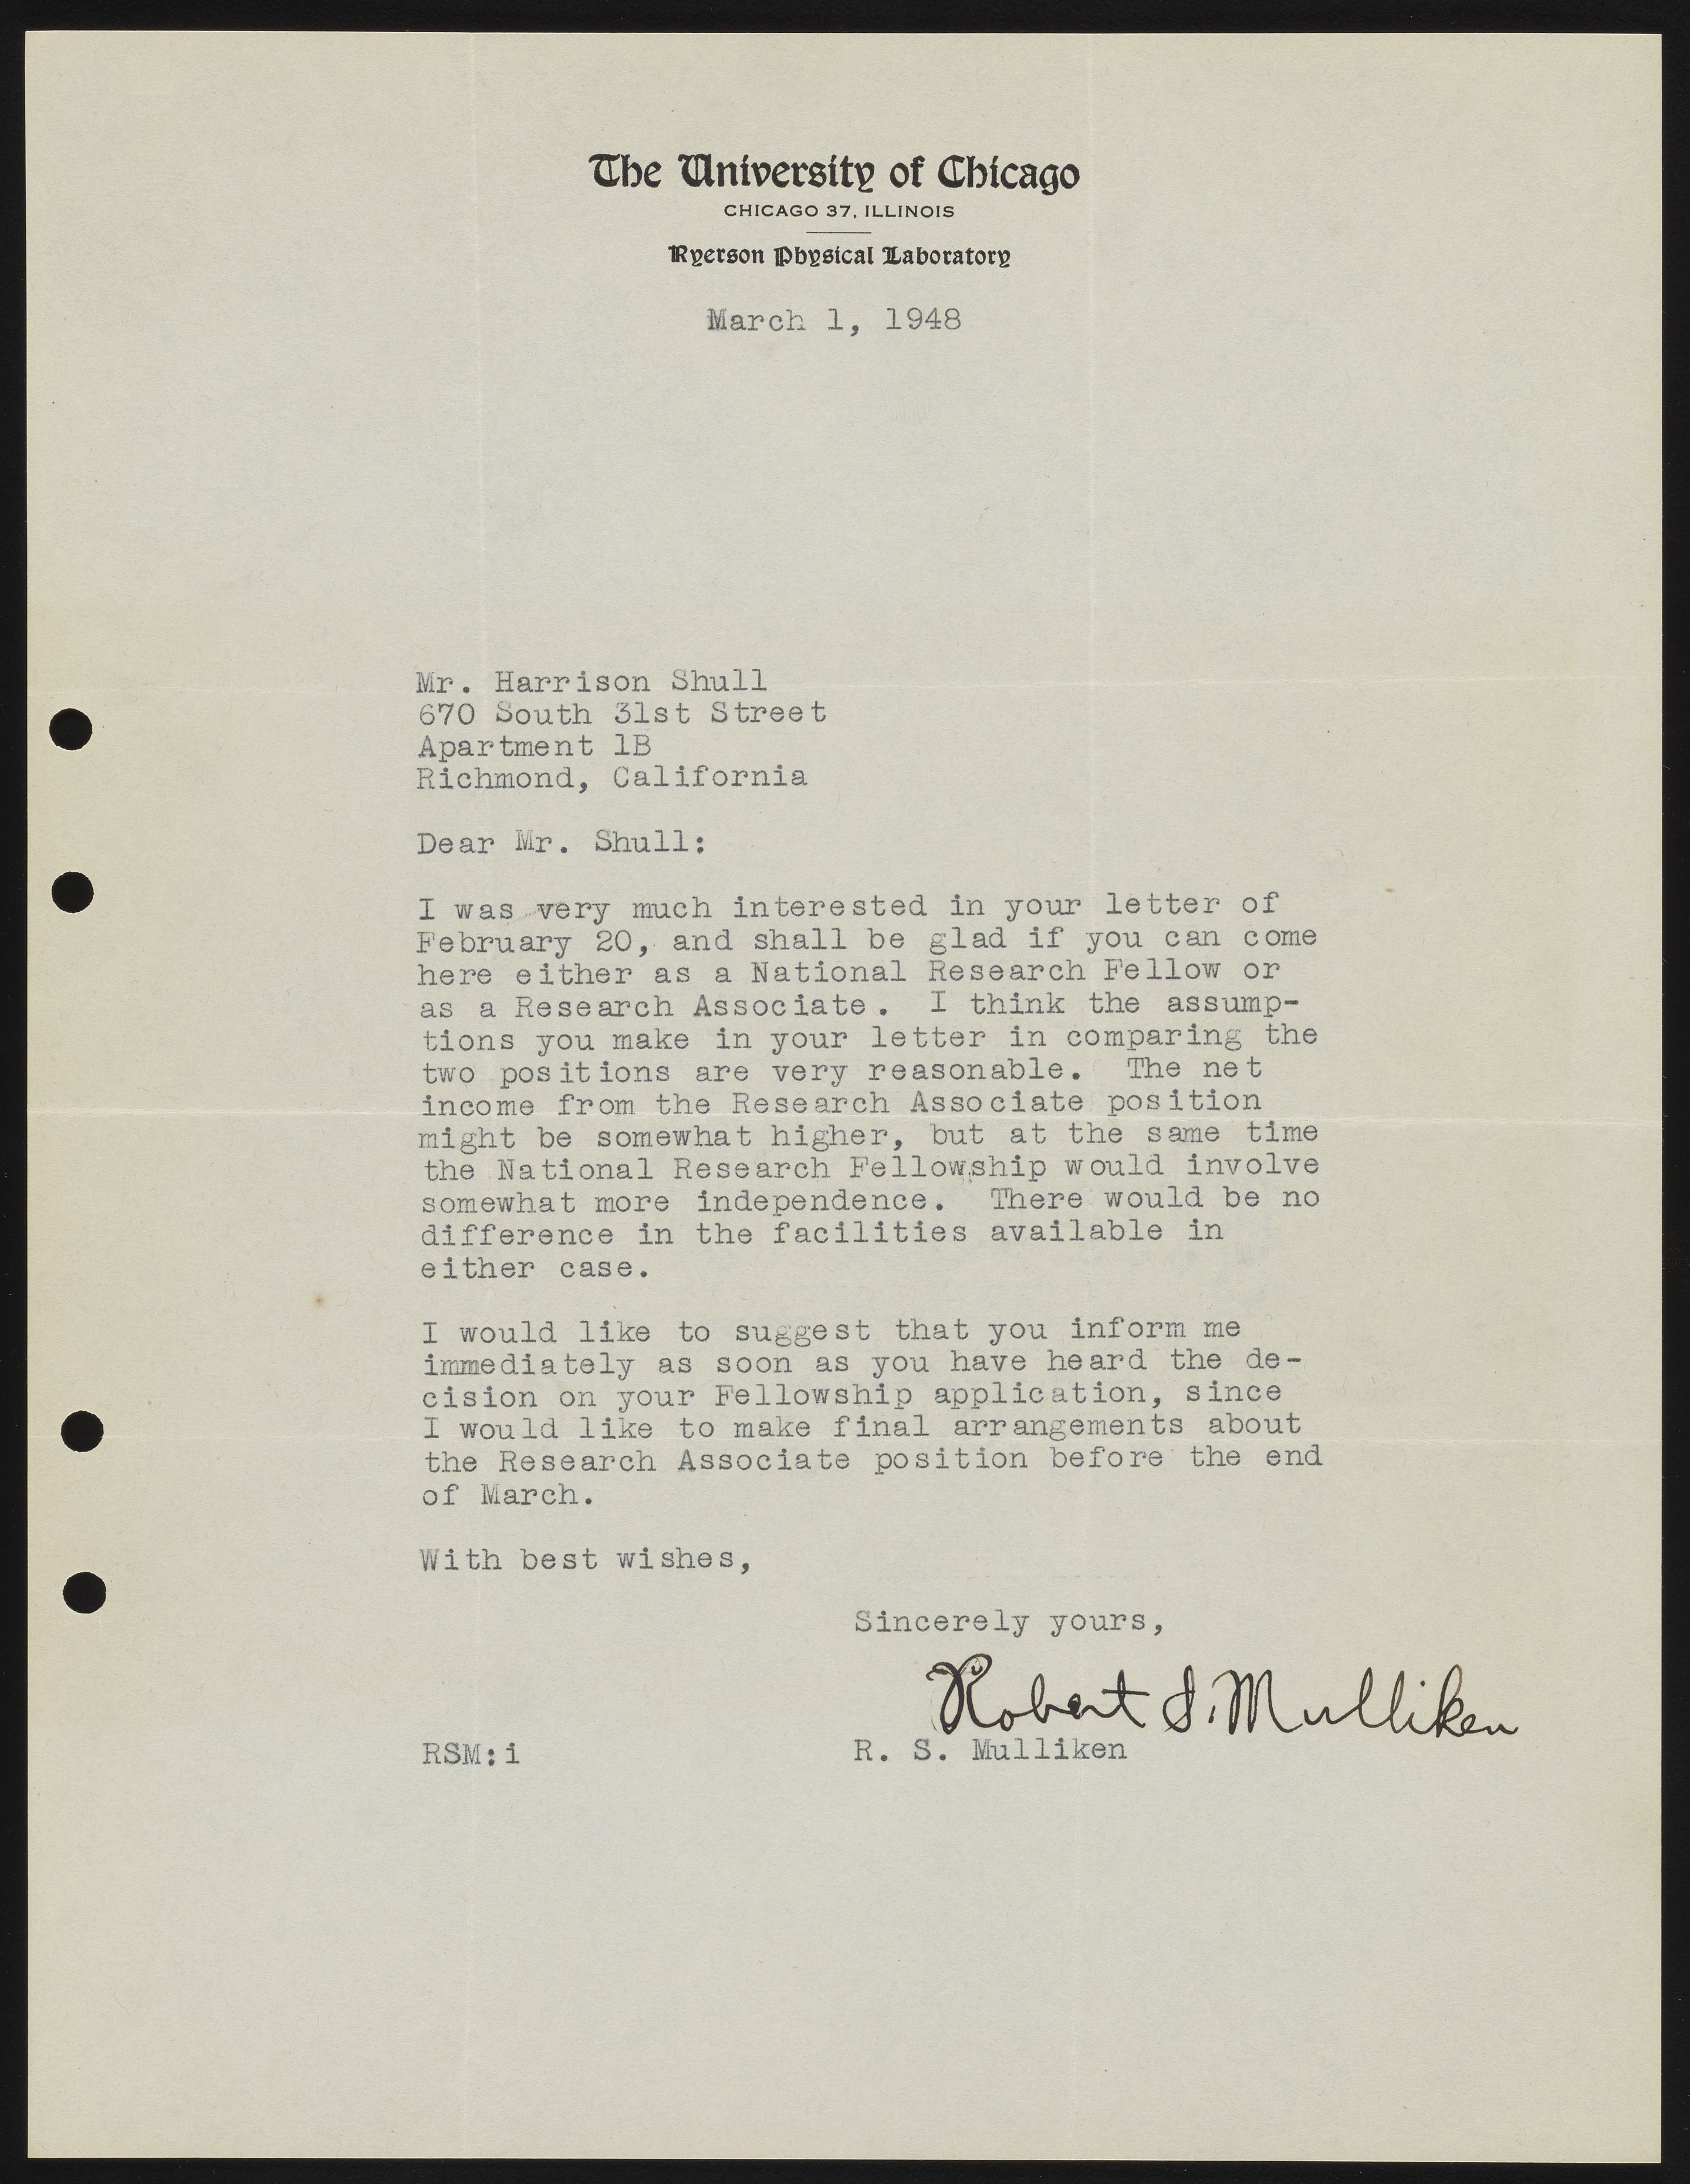 The University of Chicago
CHICAGO 37, ILLINOIS
Ryerson Physical Laboratory
March 1, 1948
Mr. Harrison Shull
670 South 31st Street
Apartment 1B
Richmond, California
Dear Mr. Shull:
I was very much interested in your letter of
February 20, and shall be glad if you can come
here either as a National Research Fellow or
as a Research Associate. I think the assump-
tions you make in your letter in comparing the
two positions are very reasonable. The net
income from the Research Associate position
might be somewhat higher, but at the same time
the National Research Fellowship would involve
somewhat more independence. There would be no
difference in the facilities available in
either case.
I would like to suggest that you inform me
immediately as soon as you have heard the de-
cision on your Fellowship application, since
I would like to make final arrangements about
the Research Associate position before the end
of March.
With best wishes,
Sincerely yours,
Robert S. Mulliken
R. S. Mulliken
RSM:i